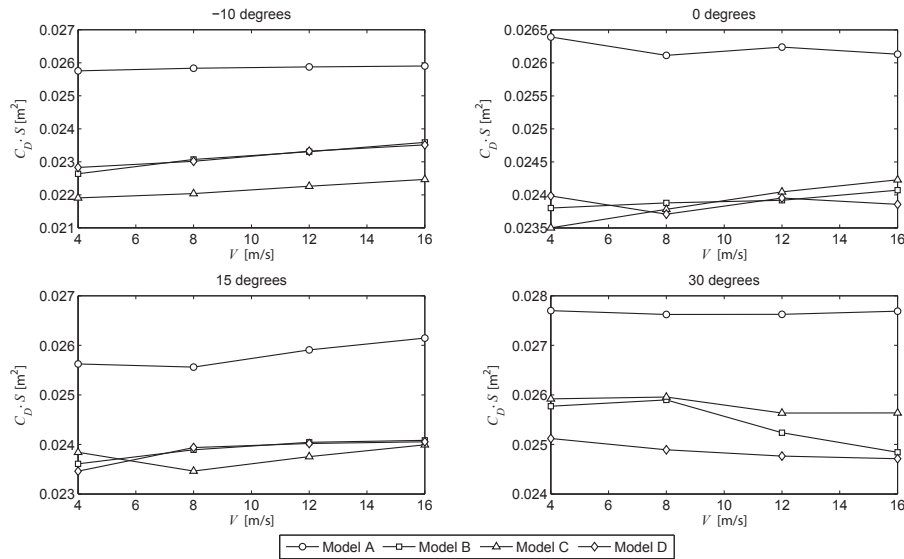 −10 degrees
0.027
0.026
0.025
0.024
0.023
0.022
0.021
4 6 8 10 12 14 16
C_D · S [m²]
V [m/s]
0 degrees
0.0265
0.026
0.0255
0.025
0.0245
0.024
0.0235
4 6 8 10 12 14 16
C_D · S [m²]
V [m/s]
15 degrees
0.027
0.026
0.025
0.024
0.023
4 6 8 10 12 14 16
C_D · S [m²]
V [m/s]
30 degrees
0.028
0.027
0.026
0.025
0.024
4 6 8 10 12 14 16
C_D · S [m²]
V [m/s]
Model A Model B Model C Model D